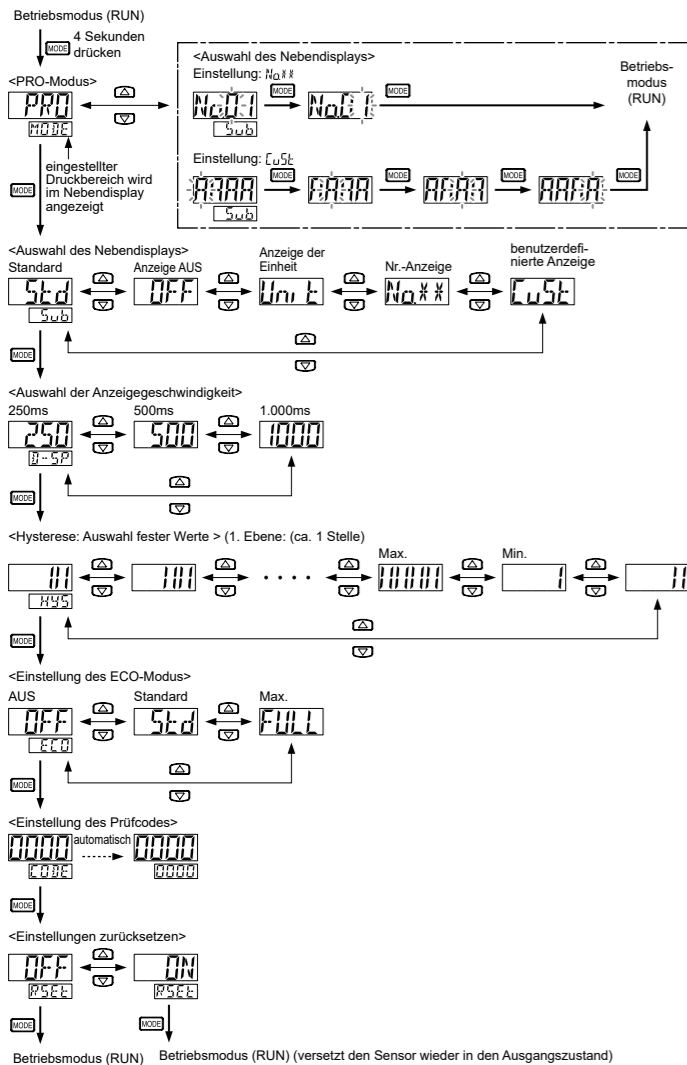 Betriebsmodus (RUN)
MODE
4 Sekunden
drücken
<PRO-Modus>
PRO
MODE
eingestellter
Druckbereich wird
im Nebendisplay
angezeigt
MODE
<Auswahl des Nebendisplays>
Einstellung: No.**
No.01
Sub
MODE
No.01
MODE
Betriebs-
modus
(RUN)
Einstellung: CuSt
Sub
MODE
MODE
MODE
MODE
<Auswahl des Nebendisplays>
Standard
Anzeige AUS
Anzeige der
Einheit
Nr.-Anzeige
benutzerdefi-
nierte Anzeige
Std
Sub
OFF
Unit
No.**
CuSt
MODE
<Auswahl der Anzeigegeschwindigkeit>
250ms
500ms
1.000ms
250
D-SP
500
1000
MODE
<Hysterese: Auswahl fester Werte > (1. Ebene: (ca. 1 Stelle)
Max.
Min.
HYS
MODE
<Einstellung des ECO-Modus>
AUS
Standard
Max.
OFF
ECO
Std
FULL
MODE
<Einstellung des Prüfcodes>
0000
CODE
automatisch
0000
0000
MODE
<Einstellungen zurücksetzen>
OFF
RSEt
ON
RSEt
MODE
MODE
Betriebsmodus (RUN)
Betriebsmodus (RUN) (versetzt den Sensor wieder in den Ausgangszustand)